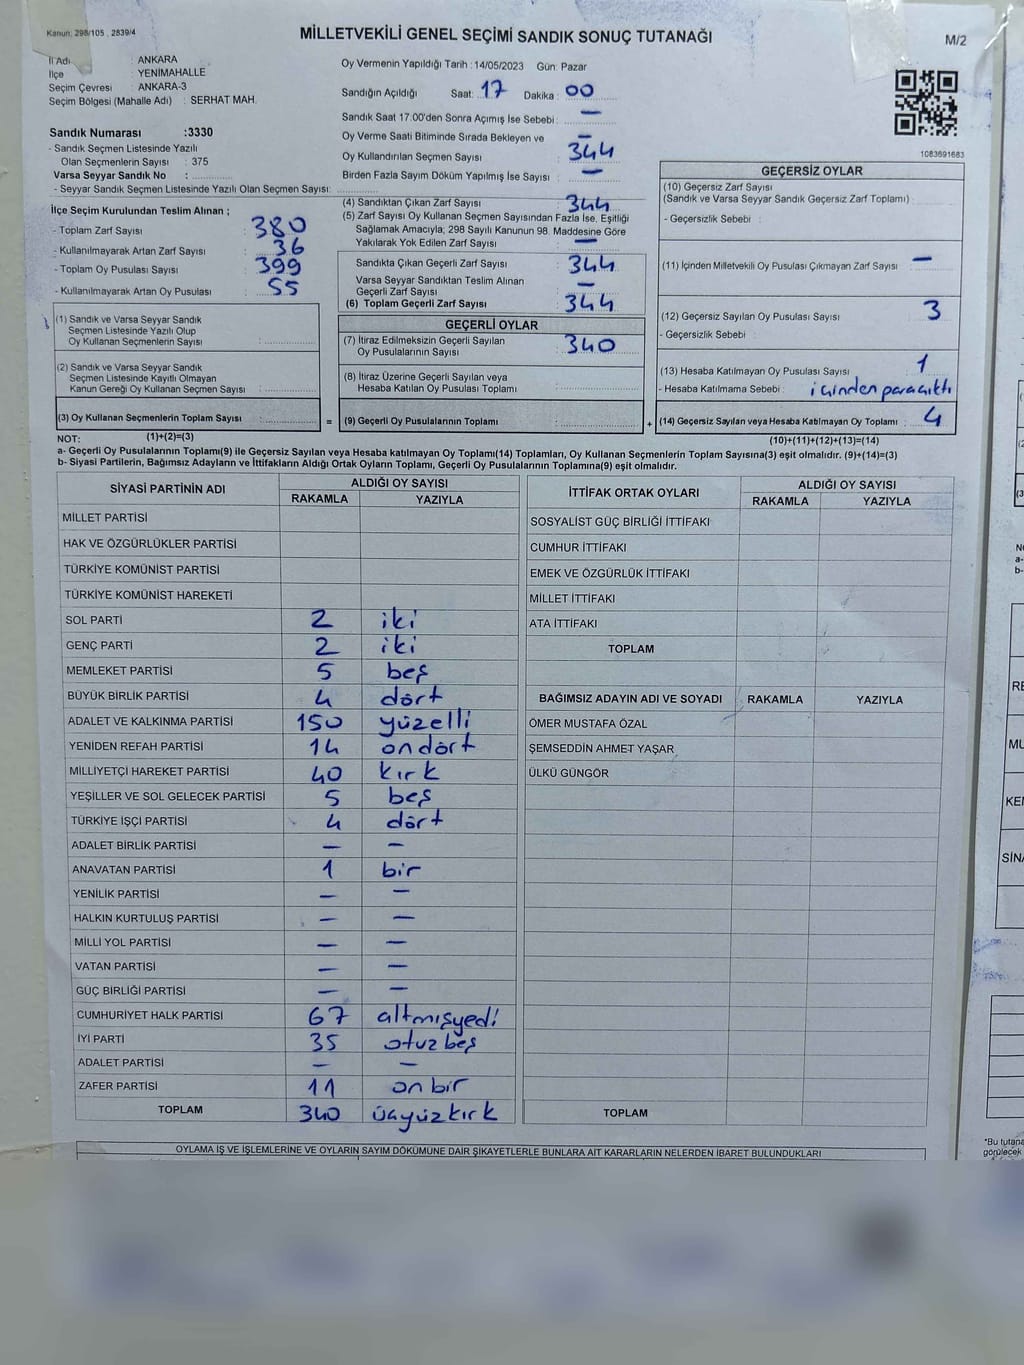 Kanun: 298/105 , 2839/4
MİLLETVEKİLİ GENEL SEÇİMİ SANDIK SONUÇ TUTANAĞI
M/2
İl Adı : ANKARA
İlçe : YENİMAHALLE
Seçim Çevresi : ANKARA-3
Seçim Bölgesi (Mahalle Adı) : SERHAT MAH.
Sandık Numarası :3330
- Sandık Seçmen Listesinde Yazılı
Olan Seçmenlerin Sayısı : 375
Varsa Seyyar Sandık No :
- Seyyar Sandık Seçmen Listesinde Yazılı Olan Seçmen Sayısı:
İlçe Seçim Kurulundan Teslim Alınan ;
- Toplam Zarf Sayısı : 380
- Kullanılmayarak Artan Zarf Sayısı : 36
- Toplam Oy Pusulası Sayısı : 399
- Kullanılmayarak Artan Oy Pusulası : 55
(1) Sandık ve Varsa Seyyar Sandık
Seçmen Listesinde Yazılı Olup
Oy Kullanan Seçmenlerin Sayısı :
(2) Sandık ve Varsa Seyyar Sandık
Seçmen Listesinde Kayıtlı Olmayan
Kanun Gereği Oy Kullanan Seçmen Sayısı :
(3) Oy Kullanan Seçmenlerin Toplam Sayısı :
(1)+(2)=(3)
Oy Vermenin Yapıldığı Tarih : 14/05/2023 Gün: Pazar
Sandığın Açıldığı Saat: 17 Dakika : 00
Sandık Saat 17.00'den Sonra Açımış İse Sebebi : —
Oy Verme Saati Bitiminde Sırada Bekleyen ve —
Oy Kullandırılan Seçmen Sayısı : 344
Birden Fazla Sayım Döküm Yapılmış İse Sayısı : —
(4) Sandıktan Çıkan Zarf Sayısı : 344
(5) Zarf Sayısı Oy Kullanan Seçmen Sayısından Fazla İse, Eşitliği
Sağlamak Amacıyla; 298 Sayılı Kanunun 98. Maddesine Göre
Yakılarak Yok Edilen Zarf Sayısı : —
Sandıkta Çıkan Geçerli Zarf Sayısı : 344
Varsa Seyyar Sandıktan Teslim Alınan
Geçerli Zarf Sayısı : —
(6) Toplam Geçerli Zarf Sayısı : 344
GEÇERLİ OYLAR
(7) İtiraz Edilmeksizin Geçerli Sayılan
Oy Pusulalarının Sayısı : 340
(8) İtiraz Üzerine Geçerli Sayılan veya
Hesaba Katılan Oy Pusulası Toplamı :
= (9) Geçerli Oy Pusulalarının Toplamı :
1083691683
GEÇERSİZ OYLAR
(10) Geçersiz Zarf Sayısı
(Sandık ve Varsa Seyyar Sandık Geçersiz Zarf Toplamı) :
- Geçersizlik Sebebi :
(11) İçinden Milletvekili Oy Pusulası Çıkmayan Zarf Sayısı : —
(12) Geçersiz Sayılan Oy Pusulası Sayısı : 3
- Geçersizlik Sebebi :
(13) Hesaba Katılmayan Oy Pusulası Sayısı : 1
- Hesaba Katılmama Sebebi : içinden para çıktı
+ (14) Geçersiz Sayılan veya Hesaba Katılmayan Oy Toplamı : 4
(10)+(11)+(12)+(13)=(14)
NOT:
a- Geçerli Oy Pusulalarının Toplamı(9) ile Geçersiz Sayılan veya Hesaba katılmayan Oy Toplamı(14) Toplamları, Oy Kullanan Seçmenlerin Toplam Sayısına(3) eşit olmalıdır. (9)+(14)=(3)
b- Siyasi Partilerin, Bağımsız Adayların ve İttifakların Aldığı Ortak Oyların Toplamı, Geçerli Oy Pusulalarının Toplamına(9) eşit olmalıdır.
SİYASİ PARTİNİN ADI ALDIĞI OY SAYISI
RAKAMLA YAZIYLA
MİLLET PARTİSİ
HAK VE ÖZGÜRLÜKLER PARTİSİ
TÜRKİYE KOMÜNİST PARTİSİ
TÜRKİYE KOMÜNİST HAREKETİ
SOL PARTİ 2 iki
GENÇ PARTİ 2 iki
MEMLEKET PARTİSİ 5 beş
BÜYÜK BİRLİK PARTİSİ 4 dört
ADALET VE KALKINMA PARTİSİ 150 yüzelli
YENİDEN REFAH PARTİSİ 14 ondört
MİLLİYETÇİ HAREKET PARTİSİ 40 kırk
YEŞİLLER VE SOL GELECEK PARTİSİ 5 beş
TÜRKİYE İŞÇİ PARTİSİ 4 dört
ADALET BİRLİK PARTİSİ — —
ANAVATAN PARTİSİ 1 bir
YENİLİK PARTİSİ — —
HALKIN KURTULUŞ PARTİSİ — —
MİLLİ YOL PARTİSİ — —
VATAN PARTİSİ — —
GÜÇ BİRLİĞİ PARTİSİ — —
CUMHURİYET HALK PARTİSİ 67 altmışyedi
İYİ PARTİ 35 otuz beş
ADALET PARTİSİ — —
ZAFER PARTİSİ 11 on bir
TOPLAM 340 üçyüzkırk
İTTİFAK ORTAK OYLARI ALDIĞI OY SAYISI
RAKAMLA YAZIYLA
SOSYALİST GÜÇ BİRLİĞİ İTTİFAKI
CUMHUR İTTİFAKI
EMEK VE ÖZGÜRLÜK İTTİFAKI
MİLLET İTTİFAKI
ATA İTTİFAKI
TOPLAM
BAĞIMSIZ ADAYIN ADI VE SOYADI RAKAMLA YAZIYLA
ÖMER MUSTAFA ÖZAL
ŞEMSEDDİN AHMET YAŞAR
ÜLKÜ GÜNGÖR
TOPLAM
OYLAMA İŞ VE İŞLEMLERİNE VE OYLARIN SAYIM DÖKÜMÜNE DAİR ŞİKAYETLERLE BUNLARA AİT KARARLARIN NELERDEN İBARET BULUNDUKLARI
*Bu tutana
görülecek